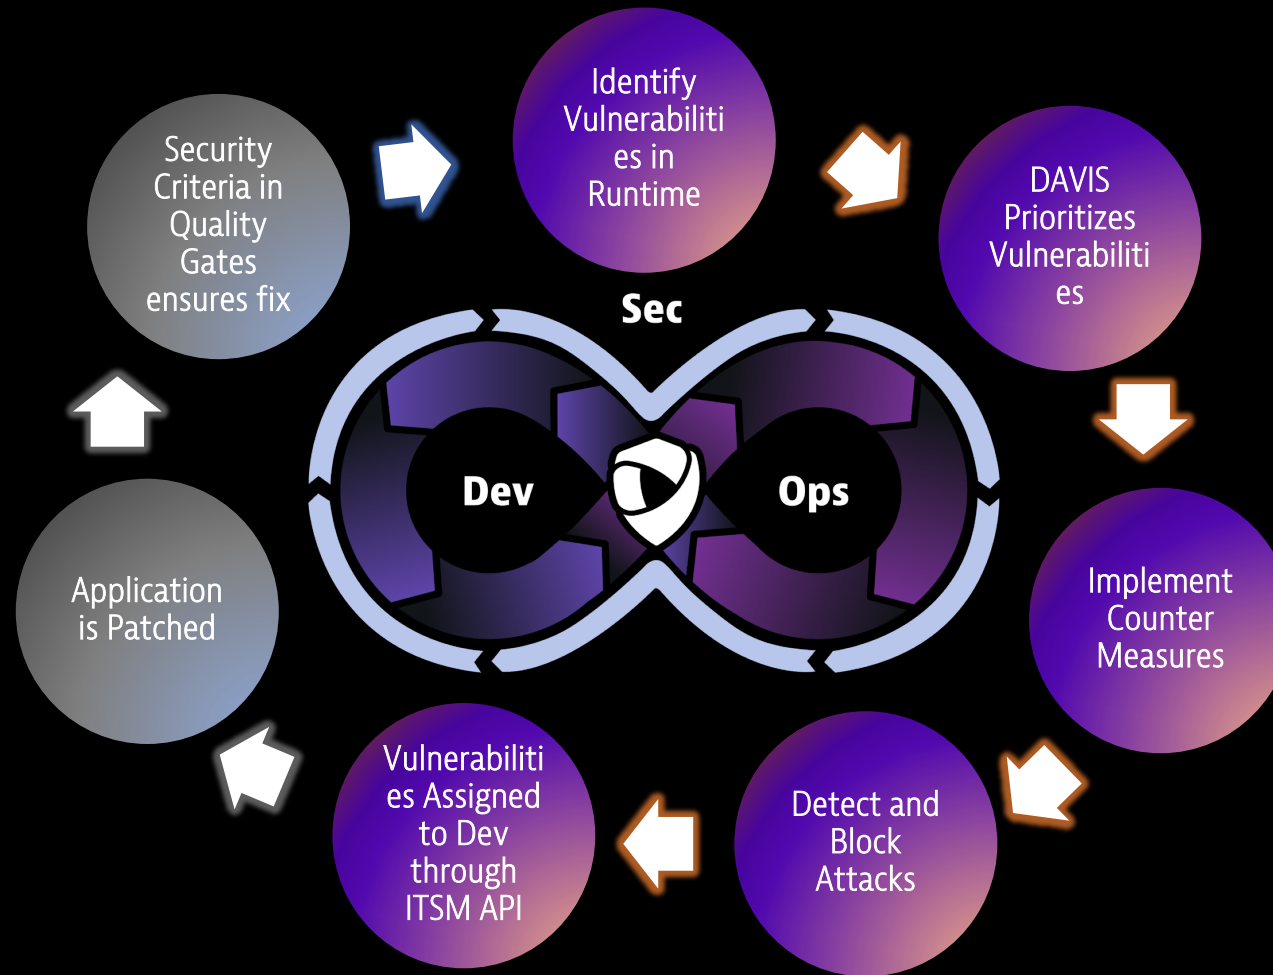 Identify
Vulnerabiliti
es in
Runtime
DAVIS
Prioritizes
Vulnerabiliti
es
Implement
Counter
Measures
Detect and
Block
Attacks
Vulnerabiliti
es Assigned
to Dev
through
ITSM API
Application
is Patched
Security
Criteria in
Quality
Gates
ensures fix
Sec
Dev
Ops